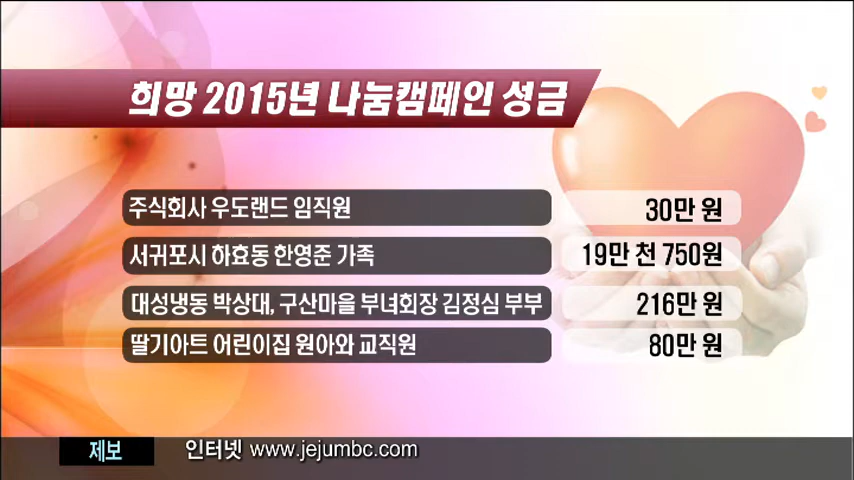 희망 2015년 나눔캠페인 성금
주식회사 우도랜드 임직원 30만 원
서귀포시 하효동 한영준 가족 19만 천 750원
대성냉동 박상대, 구산마을 부녀회장 김정심 부부 216만 원
딸기아트 어린이집 원아와 교직원 80만 원
제보 인터넷 www.jejumbc.com